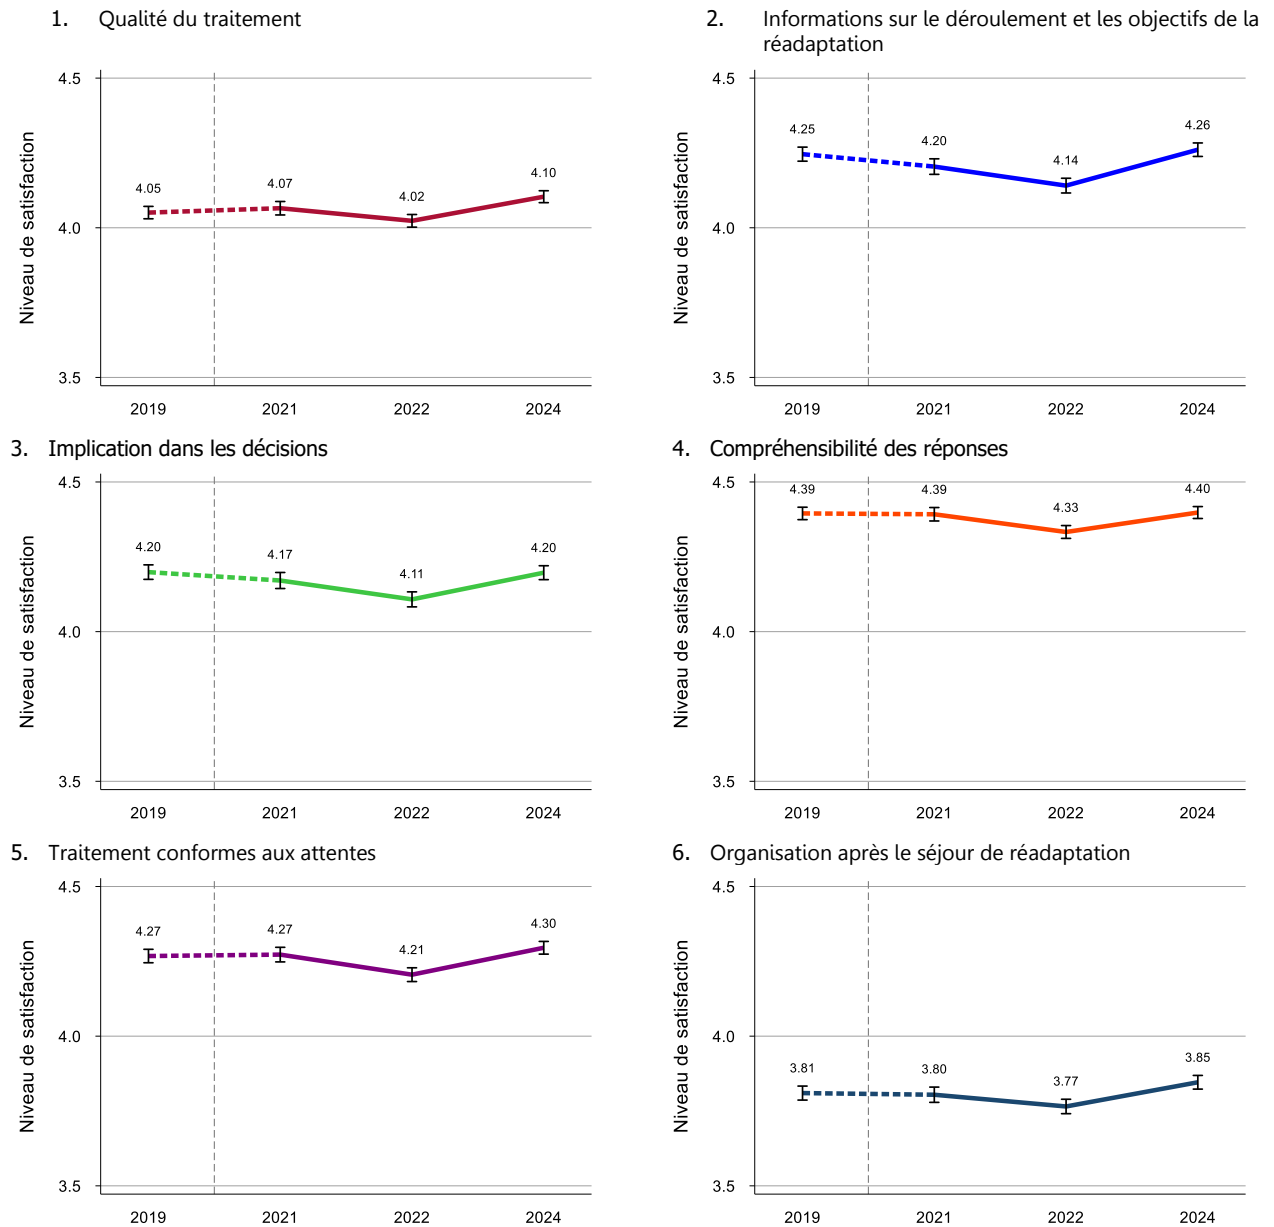 1. Qualité du traitement
4.5
4.0
3.5
Niveau de satisfaction
4.05
4.07
4.02
4.10
2019 2021 2022 2024
2. Informations sur le déroulement et les objectifs de la
réadaptation
4.5
4.0
3.5
Niveau de satisfaction
4.25
4.20
4.14
4.26
2019 2021 2022 2024
3. Implication dans les décisions
4.5
4.0
3.5
Niveau de satisfaction
4.20
4.17
4.11
4.20
2019 2021 2022 2024
4. Compréhensibilité des réponses
4.5
4.0
3.5
Niveau de satisfaction
4.39
4.39
4.33
4.40
2019 2021 2022 2024
5. Traitement conformes aux attentes
4.5
4.0
3.5
Niveau de satisfaction
4.27
4.27
4.21
4.30
2019 2021 2022 2024
6. Organisation après le séjour de réadaptation
4.5
4.0
3.5
Niveau de satisfaction
3.81
3.80
3.77
3.85
2019 2021 2022 2024